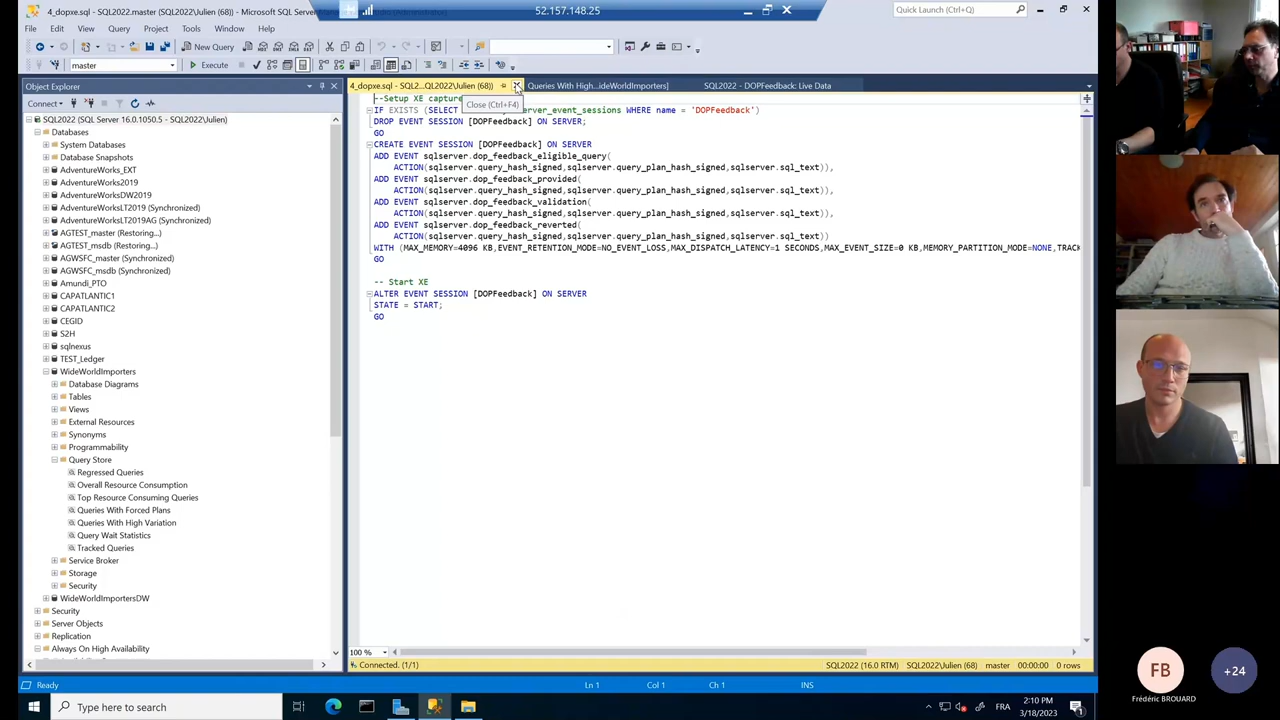 4_dopxe.sql - SQL2022.master (SQL2022\Julien (68)) - Microsoft SQL Server
52.157.148.25
Quick Launch (Ctrl+Q)
File Edit View Query Project Tools Window Help
New Query
master
Execute
Object Explorer
4_dopxe.sql - SQL2...QL2022\Julien (68))
Queries With High...ideWorldImporters]
SQL2022 - DOPFeedback: Live Data
Connect
Close (Ctrl+F4)
SQL2022 (SQL Server 16.0.1050.5 - SQL2022\Julien)
Databases
System Databases
Database Snapshots
AdventureWorks_EXT
AdventureWorks2019
AdventureWorksDW2019
AdventureWorksLT2019 (Synchronized)
AdventureWorksLT2019AG (Synchronized)
AGTEST_master (Restoring...)
AGTEST_msdb (Restoring...)
AGWSFC_master (Synchronized)
AGWSFC_msdb (Synchronized)
Amundi_PTO
CAPATLANTIC1
CAPATLANTIC2
CEGID
S2H
sqlnexus
TEST_Ledger
WideWorldImporters
Database Diagrams
Tables
Views
External Resources
Synonyms
Programmability
Query Store
Regressed Queries
Overall Resource Consumption
Top Resource Consuming Queries
Queries With Forced Plans
Queries With High Variation
Query Wait Statistics
Tracked Queries
Service Broker
Storage
Security
WideWorldImportersDW
Security
Server Objects
Replication
Always On High Availability
--Setup XE capture
IF EXISTS (SELECT server_event_sessions WHERE name = 'DOPFeedback')
DROP EVENT SESSION [DOPFeedback] ON SERVER;
GO
CREATE EVENT SESSION [DOPFeedback] ON SERVER
ADD EVENT sqlserver.dop_feedback_eligible_query(
ACTION(sqlserver.query_hash_signed,sqlserver.query_plan_hash_signed,sqlserver.sql_text)),
ADD EVENT sqlserver.dop_feedback_provided(
ACTION(sqlserver.query_hash_signed,sqlserver.query_plan_hash_signed,sqlserver.sql_text)),
ADD EVENT sqlserver.dop_feedback_validation(
ACTION(sqlserver.query_hash_signed,sqlserver.query_plan_hash_signed,sqlserver.sql_text)),
ADD EVENT sqlserver.dop_feedback_reverted(
ACTION(sqlserver.query_hash_signed,sqlserver.query_plan_hash_signed,sqlserver.sql_text))
WITH (MAX_MEMORY=4096 KB,EVENT_RETENTION_MODE=NO_EVENT_LOSS,MAX_DISPATCH_LATENCY=1 SECONDS,MAX_EVENT_SIZE=0 KB,MEMORY_PARTITION_MODE=NONE,TRACK
GO
-- Start XE
ALTER EVENT SESSION [DOPFeedback] ON SERVER
STATE = START;
GO
100 %
Connected. (1/1)
SQL2022 (16.0 RTM) SQL2022\Julien (68) master 00:00:00 0 rows
Ready
Ln 1 Col 1 Ch 1 INS
Type here to search
FRA
2:10 PM
3/18/2023
1
FB
+24
Frédéric BROUARD